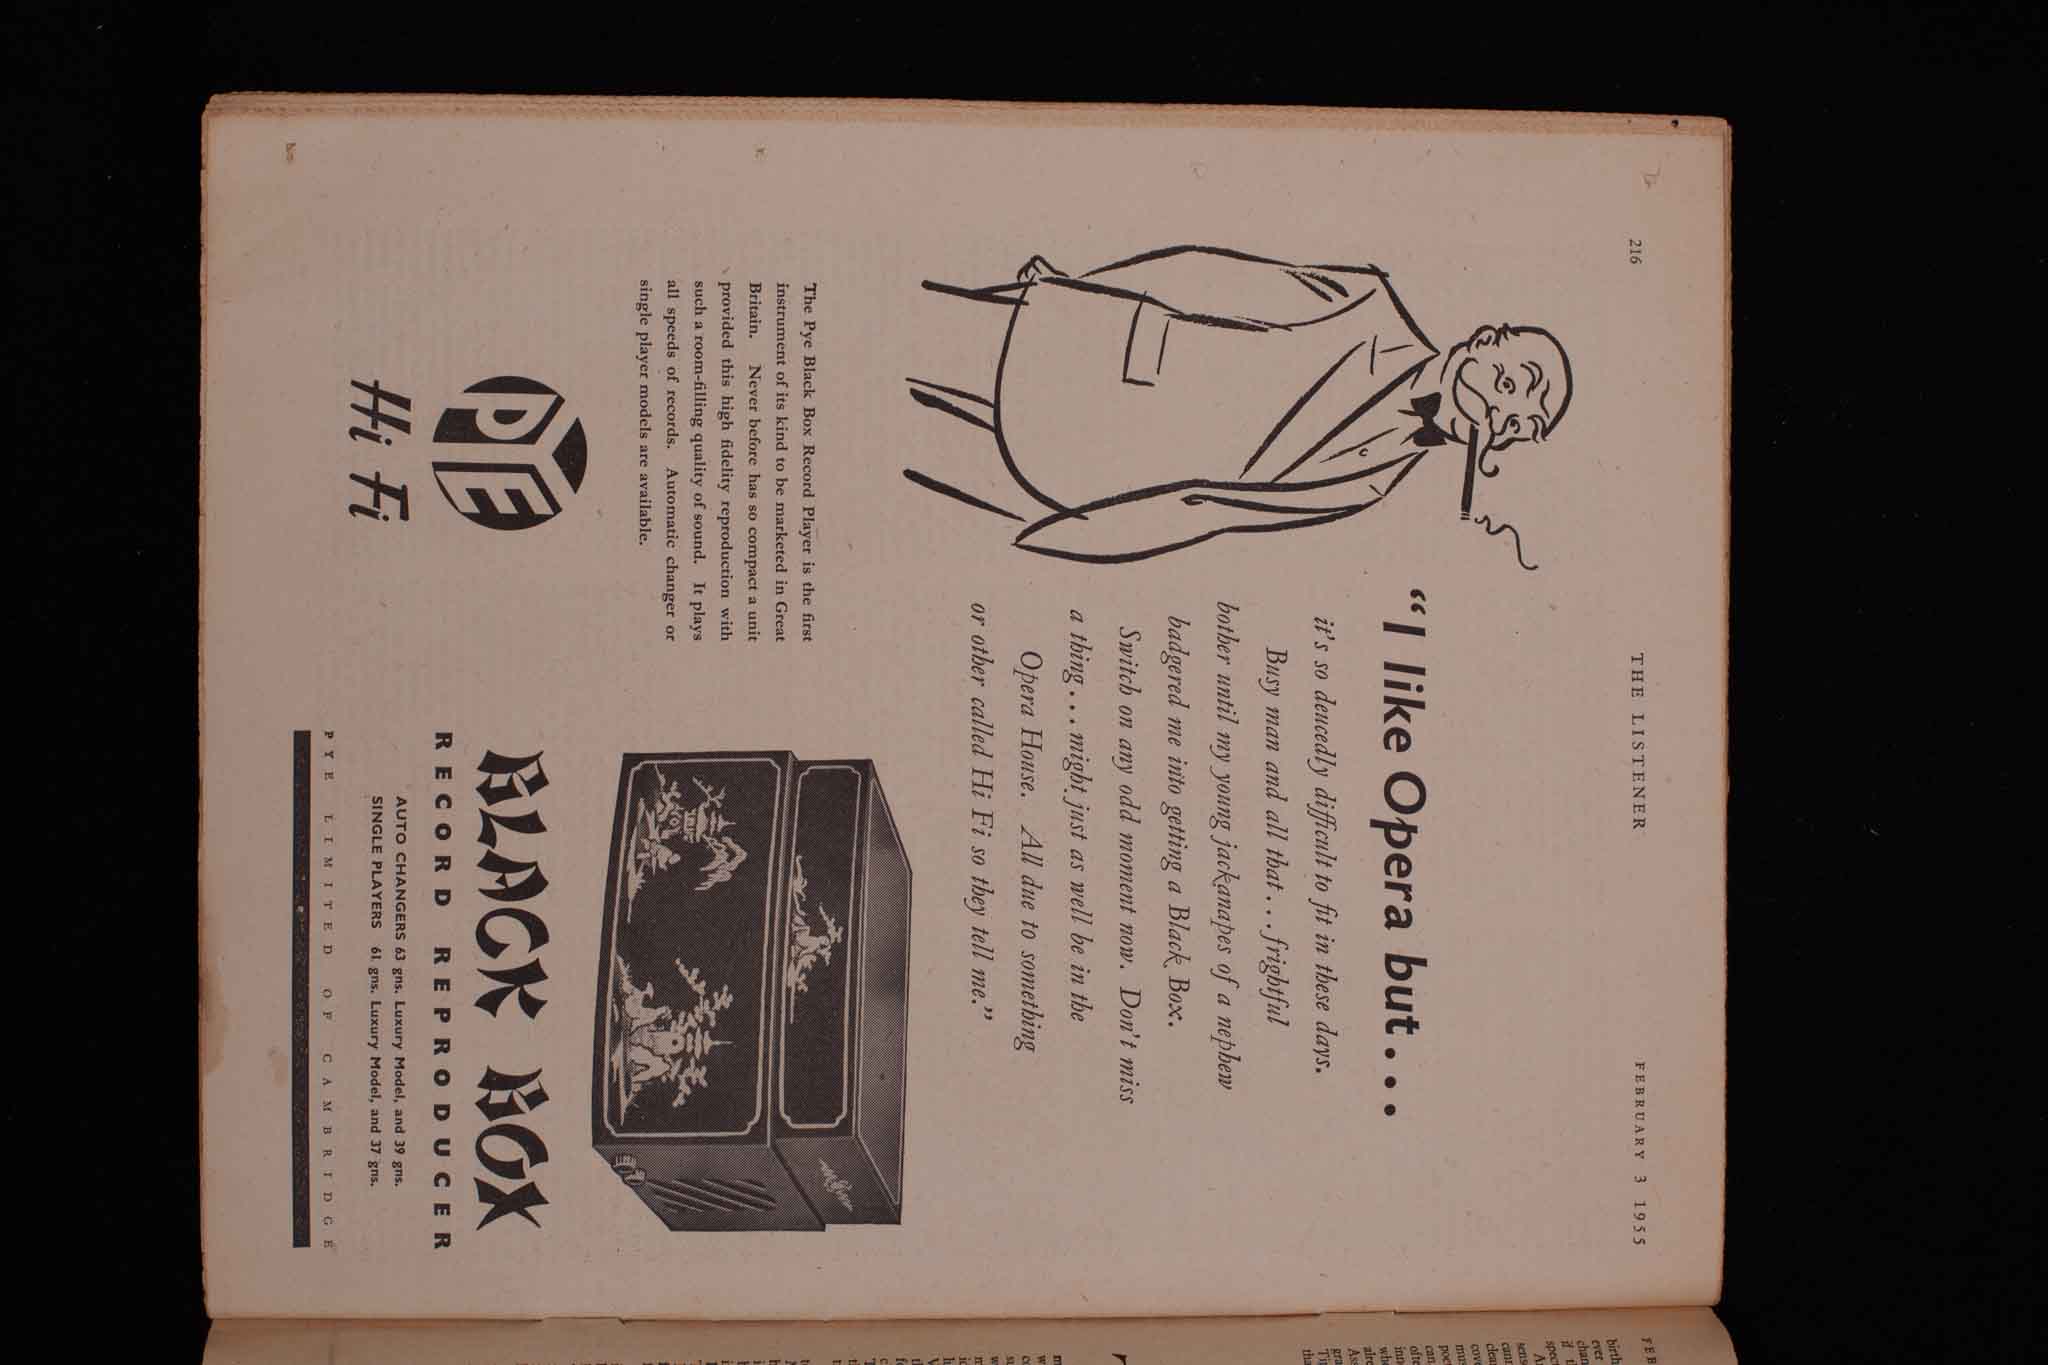 216
THE LISTENER
FEBRUARY 3 1955
"I like Opera but....
it's so deucedly difficult to fit in these days.
Busy man and all that...frightful
bother until my young jackanapes of a nephew
badgered me into getting a Black Box.
Switch on any odd moment now. Don't miss
a thing...might just as well be in the
Opera House. All due to something
or other called Hi Fi so they tell me."
The Pye Black Box Record Player is the first
instrument of its kind to be marketed in Great
Britain. Never before has so compact a unit
provided this high fidelity reproduction with
such a room-filling quality of sound. It plays
all speeds of records. Automatic changer or
single player models are available.
PYE
Hi Fi
BLACK BOX
RECORD REPRODUCER
AUTO CHANGERS 63 gns. Luxury Model, and 39 gns.
SINGLE PLAYERS 61 gns. Luxury Model, and 37 gns.
PYE LIMITED OF CAMBRIDGE
FEB
birth
ever